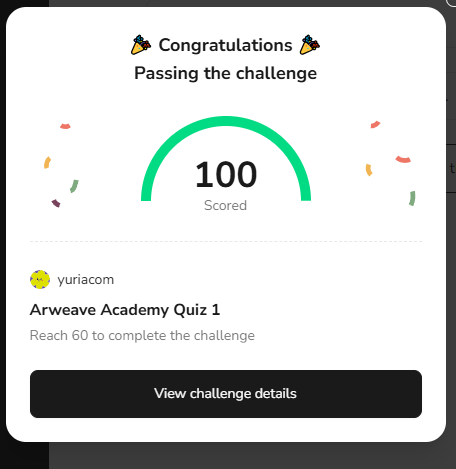 Congratulations
Passing the challenge
100
Scored
yuriacom
Arweave Academy Quiz 1
Reach 60 to complete the challenge
View challenge details
t